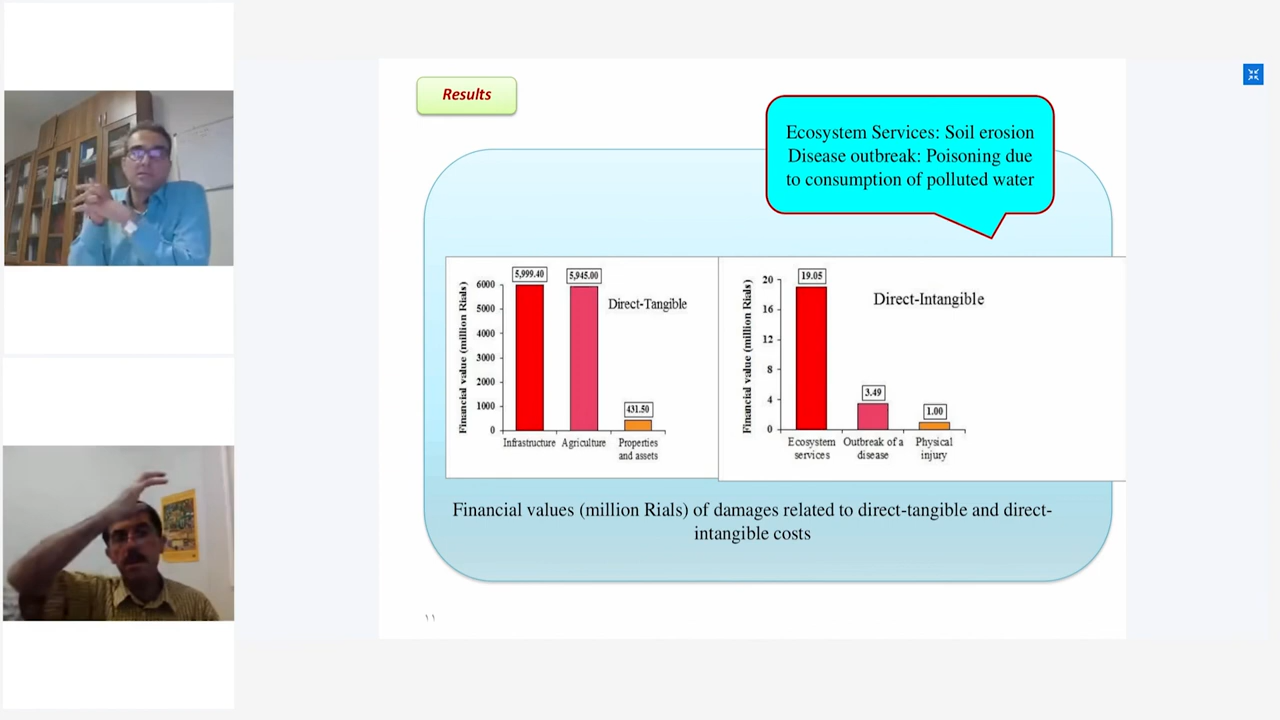 Results
Ecosystem Services: Soil erosion
Disease outbreak: Poisoning due
to consumption of polluted water
Financial value (million Rials)
6000
5000
4000
3000
2000
1000
0
5,999.40
5,945.00
431.50
Direct-Tangible
Infrastructure
Agriculture
Properties
and assets
Financial value (million Rials)
20
16
12
8
4
0
19.05
3.49
1.00
Direct-Intangible
Ecosystem
services
Outbreak of a
disease
Physical
injury
Financial values (million Rials) of damages related to direct-tangible and direct-
intangible costs
۱۱